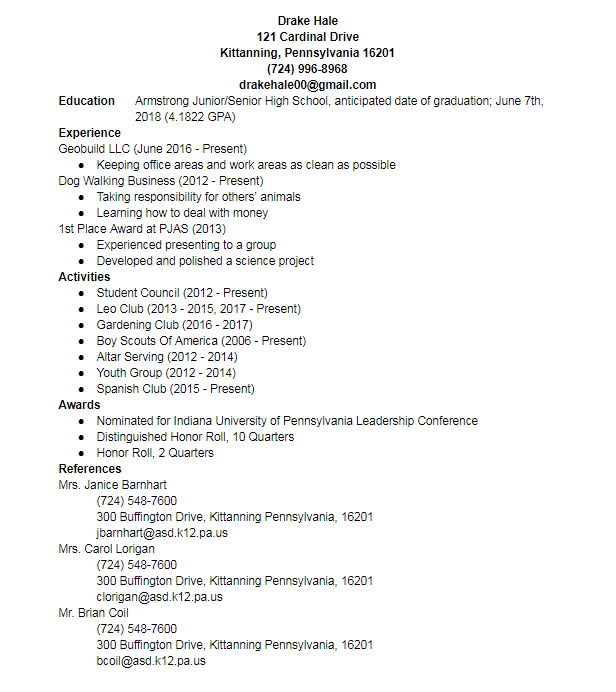 Drake Hale
121 Cardinal Drive
Kittanning, Pennsylvania 16201
(724) 996-8968
drakehale00@gmail.com
Education Armstrong Junior/Senior High School, anticipated date of graduation; June 7th,
2018 (4.1822 GPA)
Experience
Geobuild LLC (June 2016 - Present)
● Keeping office areas and work areas as clean as possible
Dog Walking Business (2012 - Present)
● Taking responsibility for others’ animals
● Learning how to deal with money
1st Place Award at PJAS (2013)
● Experienced presenting to a group
● Developed and polished a science project
Activities
● Student Council (2012 - Present)
● Leo Club (2013 - 2015, 2017 - Present)
● Gardening Club (2016 - 2017)
● Boy Scouts Of America (2006 - Present)
● Altar Serving (2012 - 2014)
● Youth Group (2012 - 2014)
● Spanish Club (2015 - Present)
Awards
● Nominated for Indiana University of Pennsylvania Leadership Conference
● Distinguished Honor Roll, 10 Quarters
● Honor Roll, 2 Quarters
References
Mrs. Janice Barnhart
(724) 548-7600
300 Buffington Drive, Kittanning Pennsylvania, 16201
jbarnhart@asd.k12.pa.us
Mrs. Carol Lorigan
(724) 548-7600
300 Buffington Drive, Kittanning Pennsylvania, 16201
clorigan@asd.k12.pa.us
Mr. Brian Coil
(724) 548-7600
300 Buffington Drive, Kittanning Pennsylvania, 16201
bcoil@asd.k12.pa.us